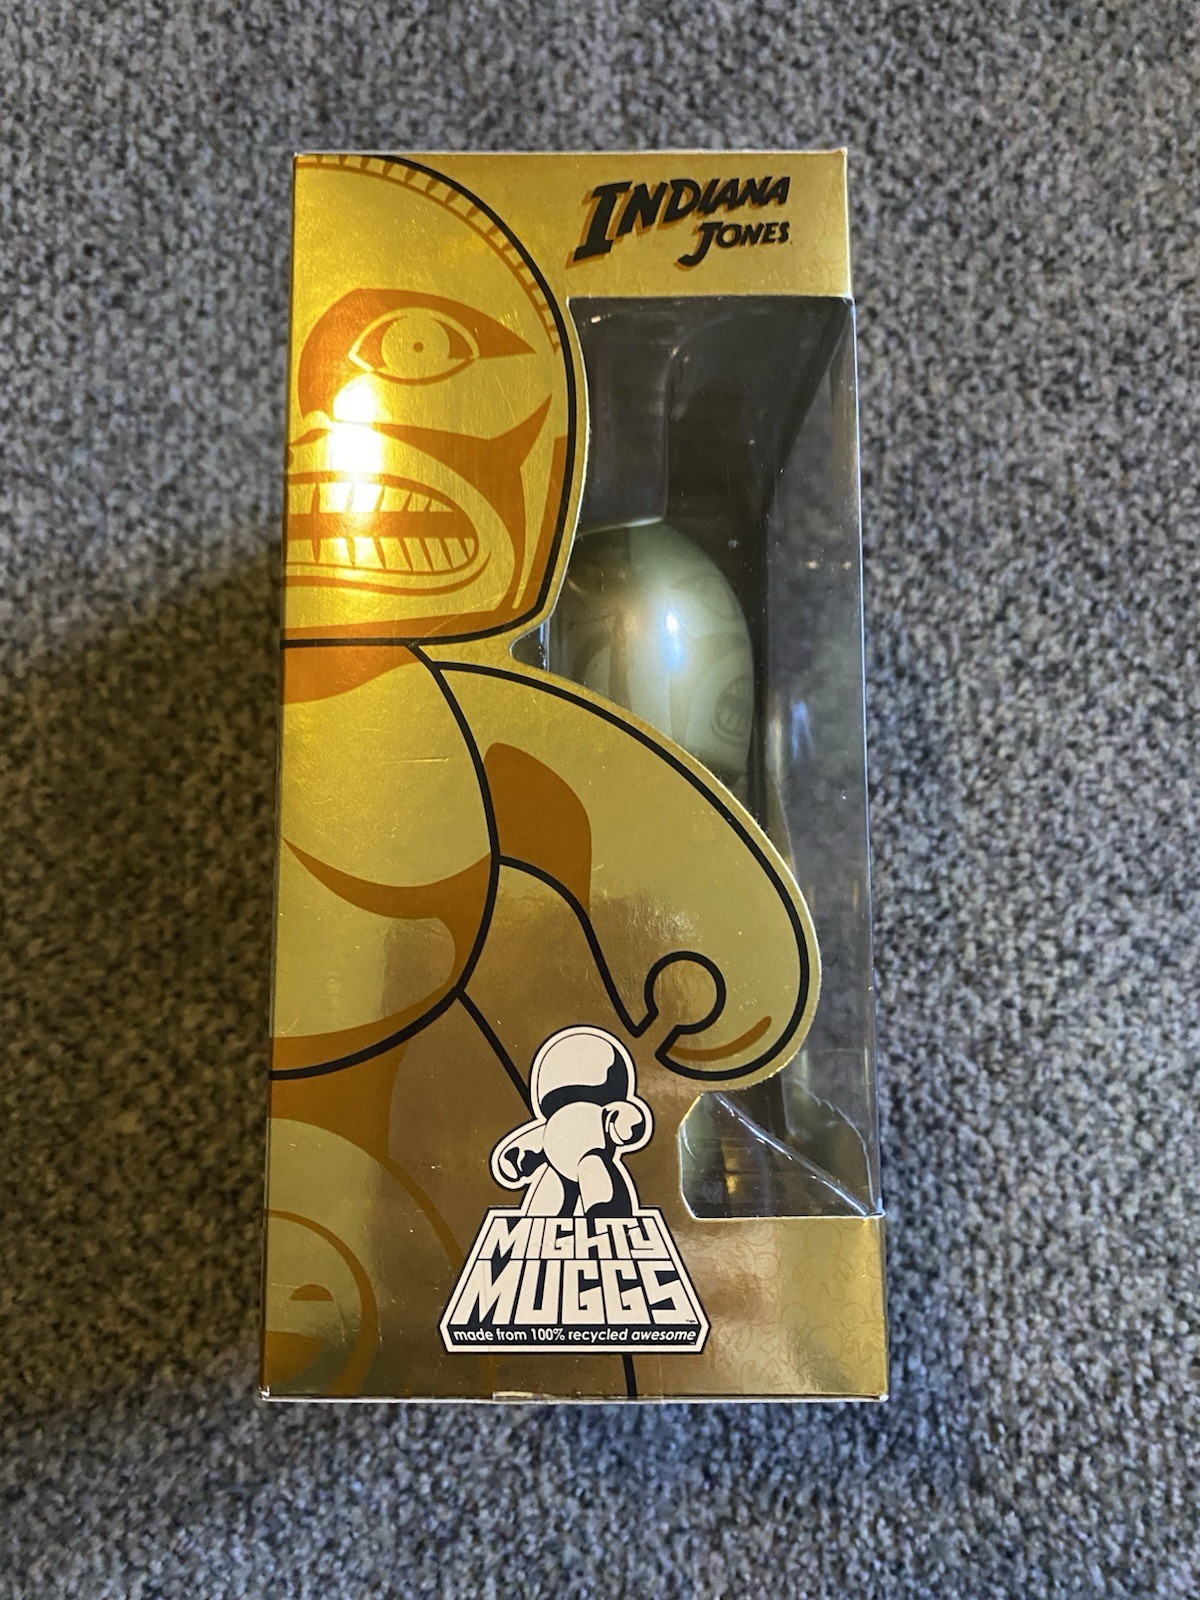 INDIANA
JONES
MIGHTY
MUGGS
made from 100% recycled awesome